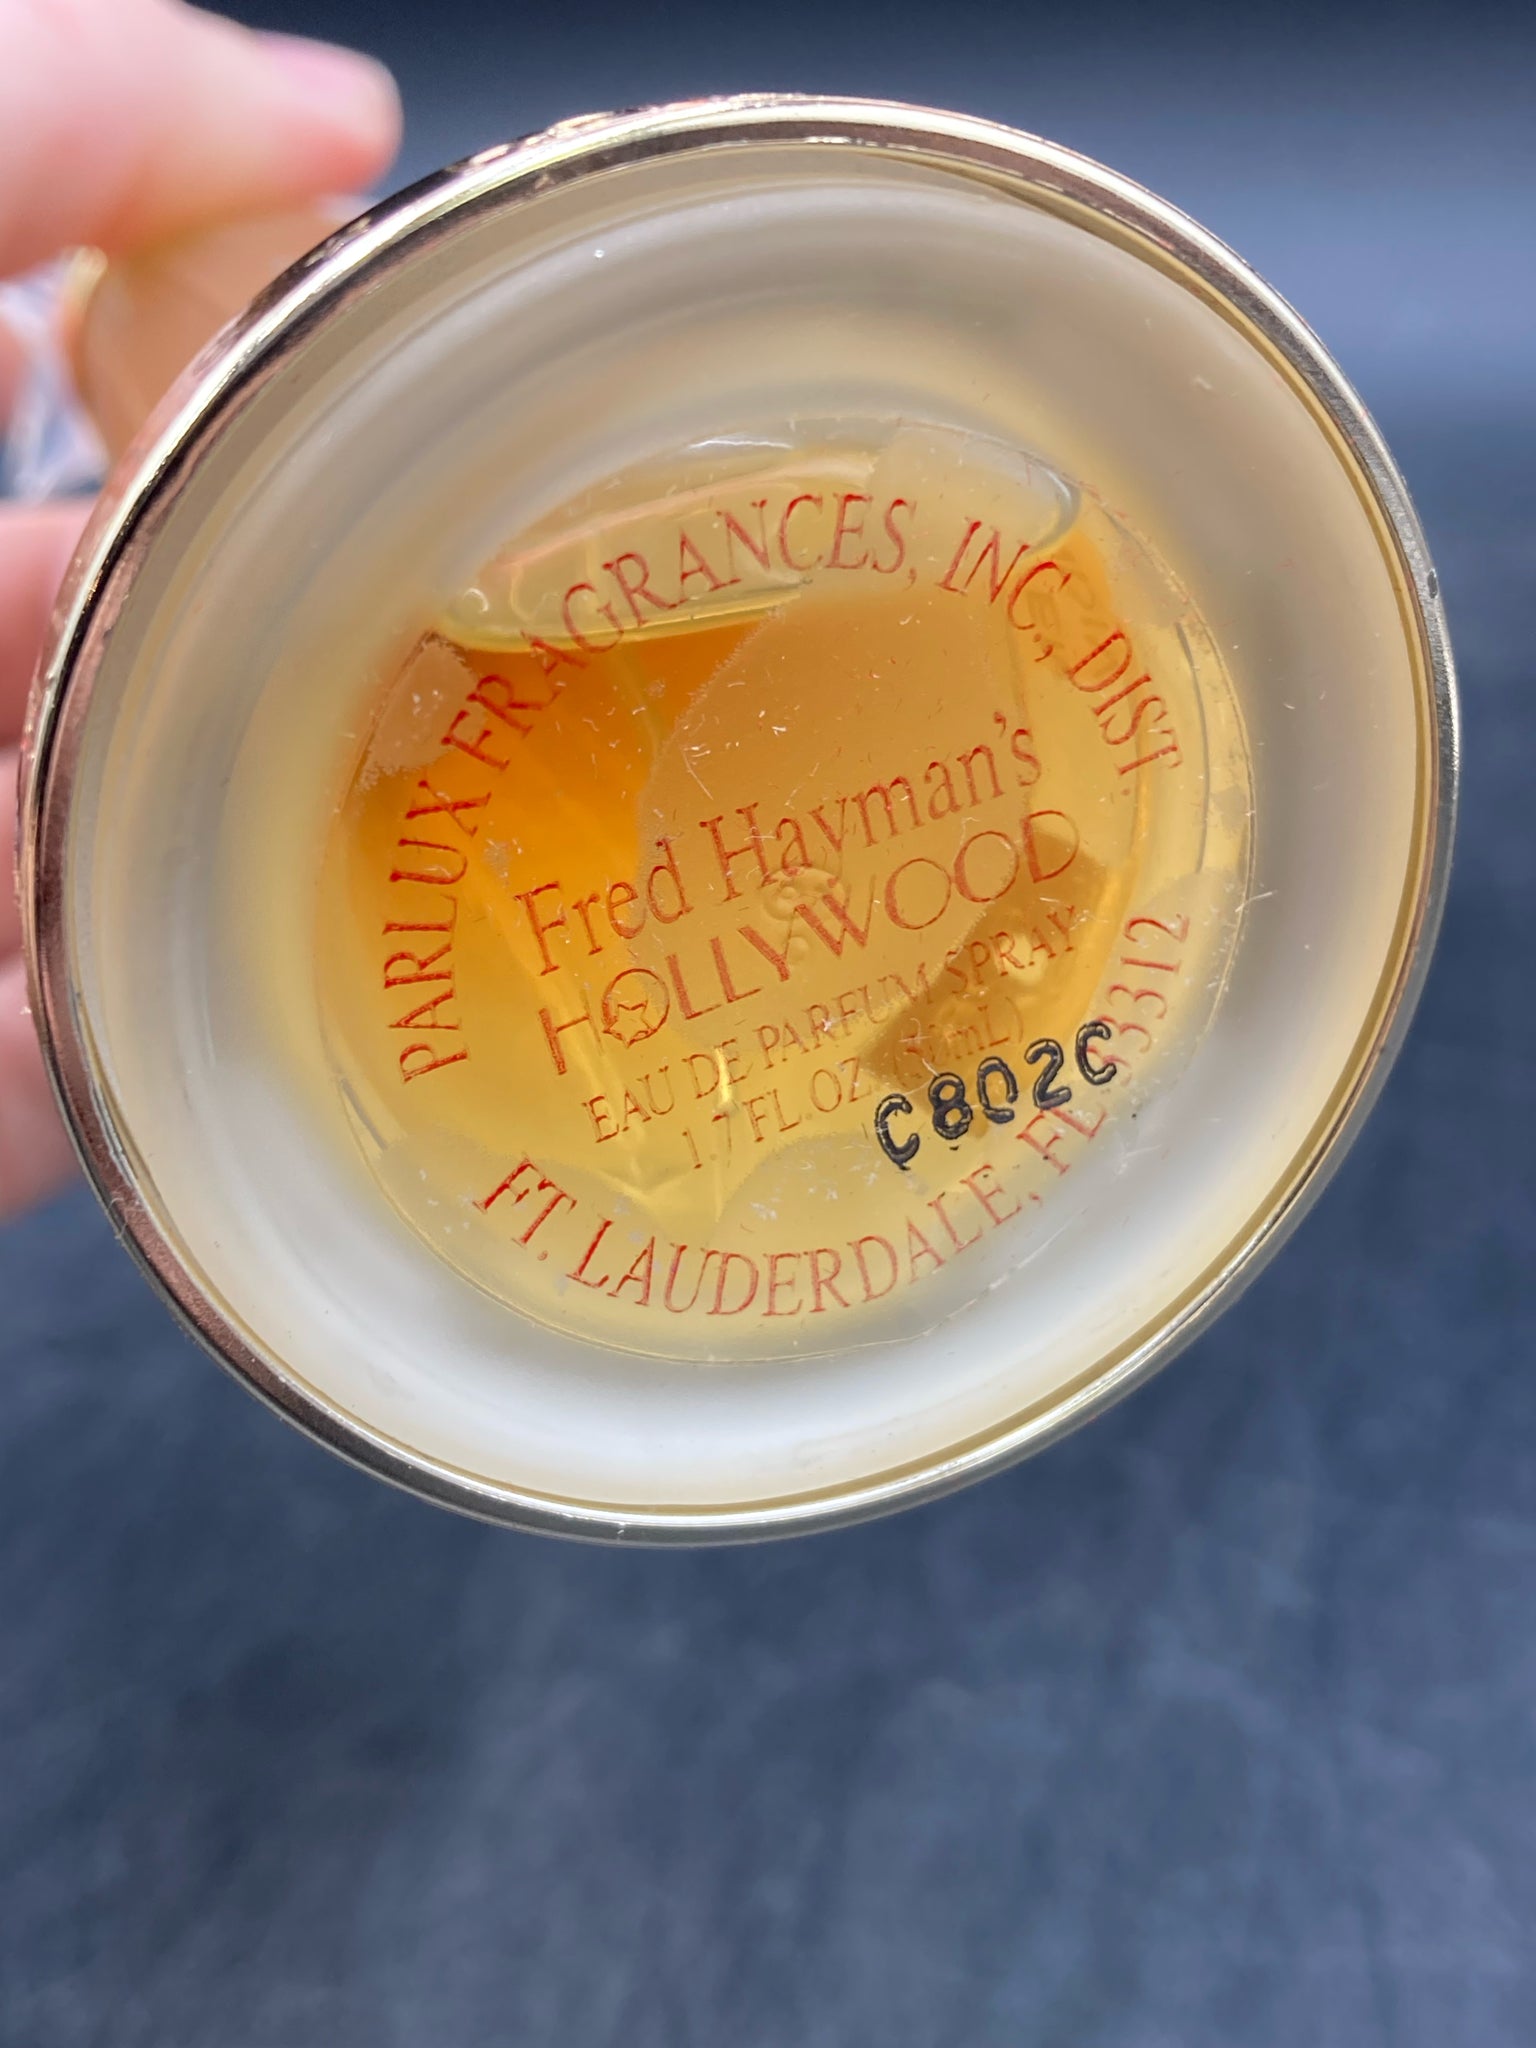 PARLUX FRAGRANCES, INC., DIST.
Fred Hayman's
HOLLYWOOD
EAU DE PARFUM SPRAY
1.7 FL. OZ. (50mL)
C802C
FT. LAUDERDALE, FL 33312